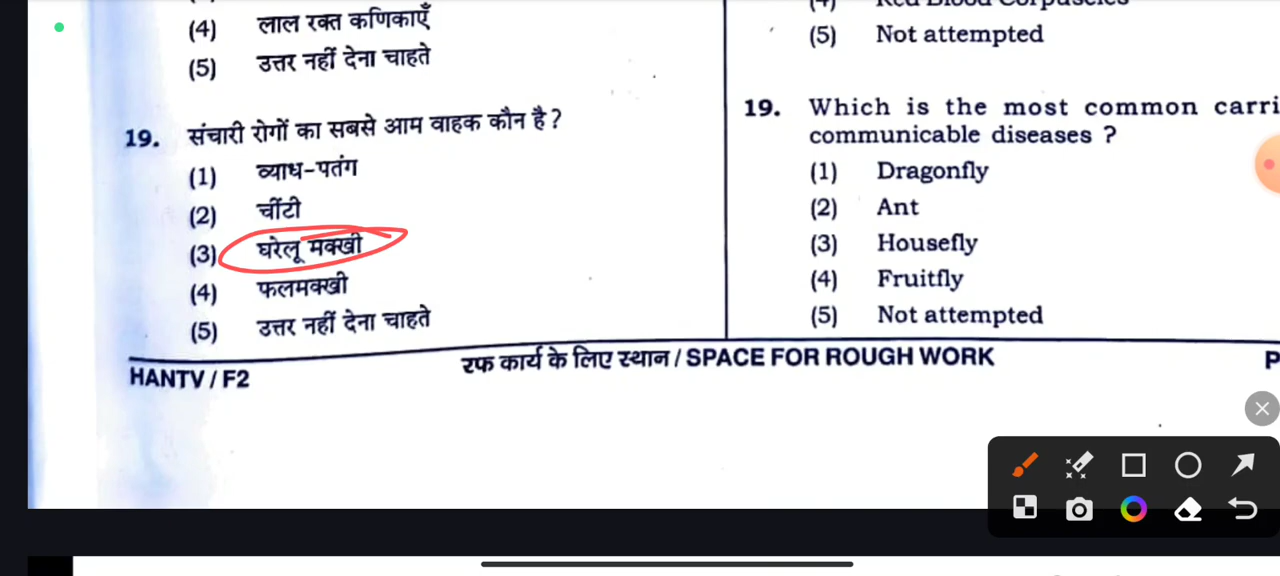 (4) लाल रक्त कणिकाएँ
(5) उत्तर नहीं देना चाहते
19. संचारी रोगों का सबसे आम वाहक कौन है ?
(1) व्याध-पतंग
(2) चींटी
(3) घरेलू मक्खी
(4) फलमक्खी
(5) उत्तर नहीं देना चाहते
(5) Not attempted
19. Which is the most common carri
communicable diseases ?
(1) Dragonfly
(2) Ant
(3) Housefly
(4) Fruitfly
(5) Not attempted
रफ कार्य के लिए स्थान / SPACE FOR ROUGH WORK
HANTV / F2
P